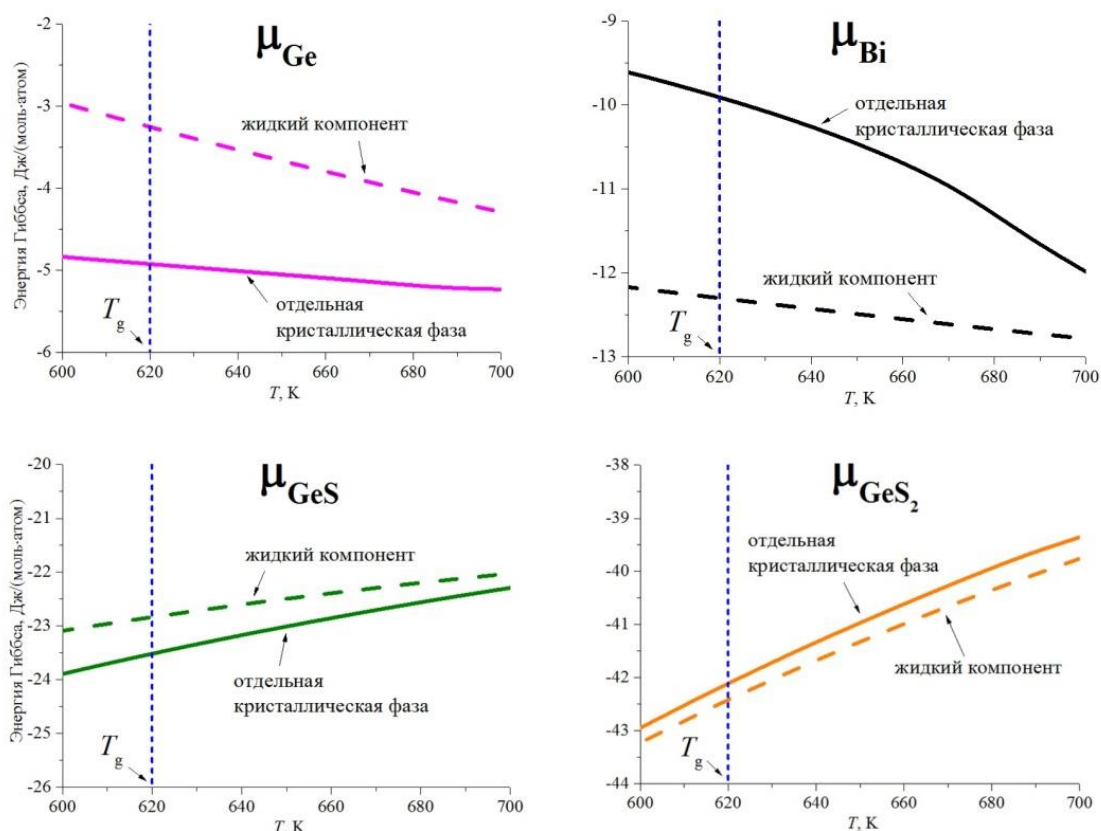 μGe
Энергия Гиббса, Дж/(моль·атом)
-2
-3
-4
-5
-6
жидкий компонент
отдельная
кристаллическая фаза
Tg
600 620 640 660 680 700
T, K
μBi
-9
-10
-11
-12
-13
отдельная
кристаллическая фаза
жидкий компонент
Tg
600 620 640 660 680 700
T, K
μGeS
Энергия Гиббса, Дж/(моль·атом)
-20
-21
-22
-23
-24
-25
-26
жидкий компонент
отдельная
кристаллическая фаза
Tg
600 620 640 660 680 700
T, K
μGeS2
-38
-39
-40
-41
-42
-43
-44
отдельная
кристаллическая фаза
жидкий компонент
Tg
600 620 640 660 680 700
T, K